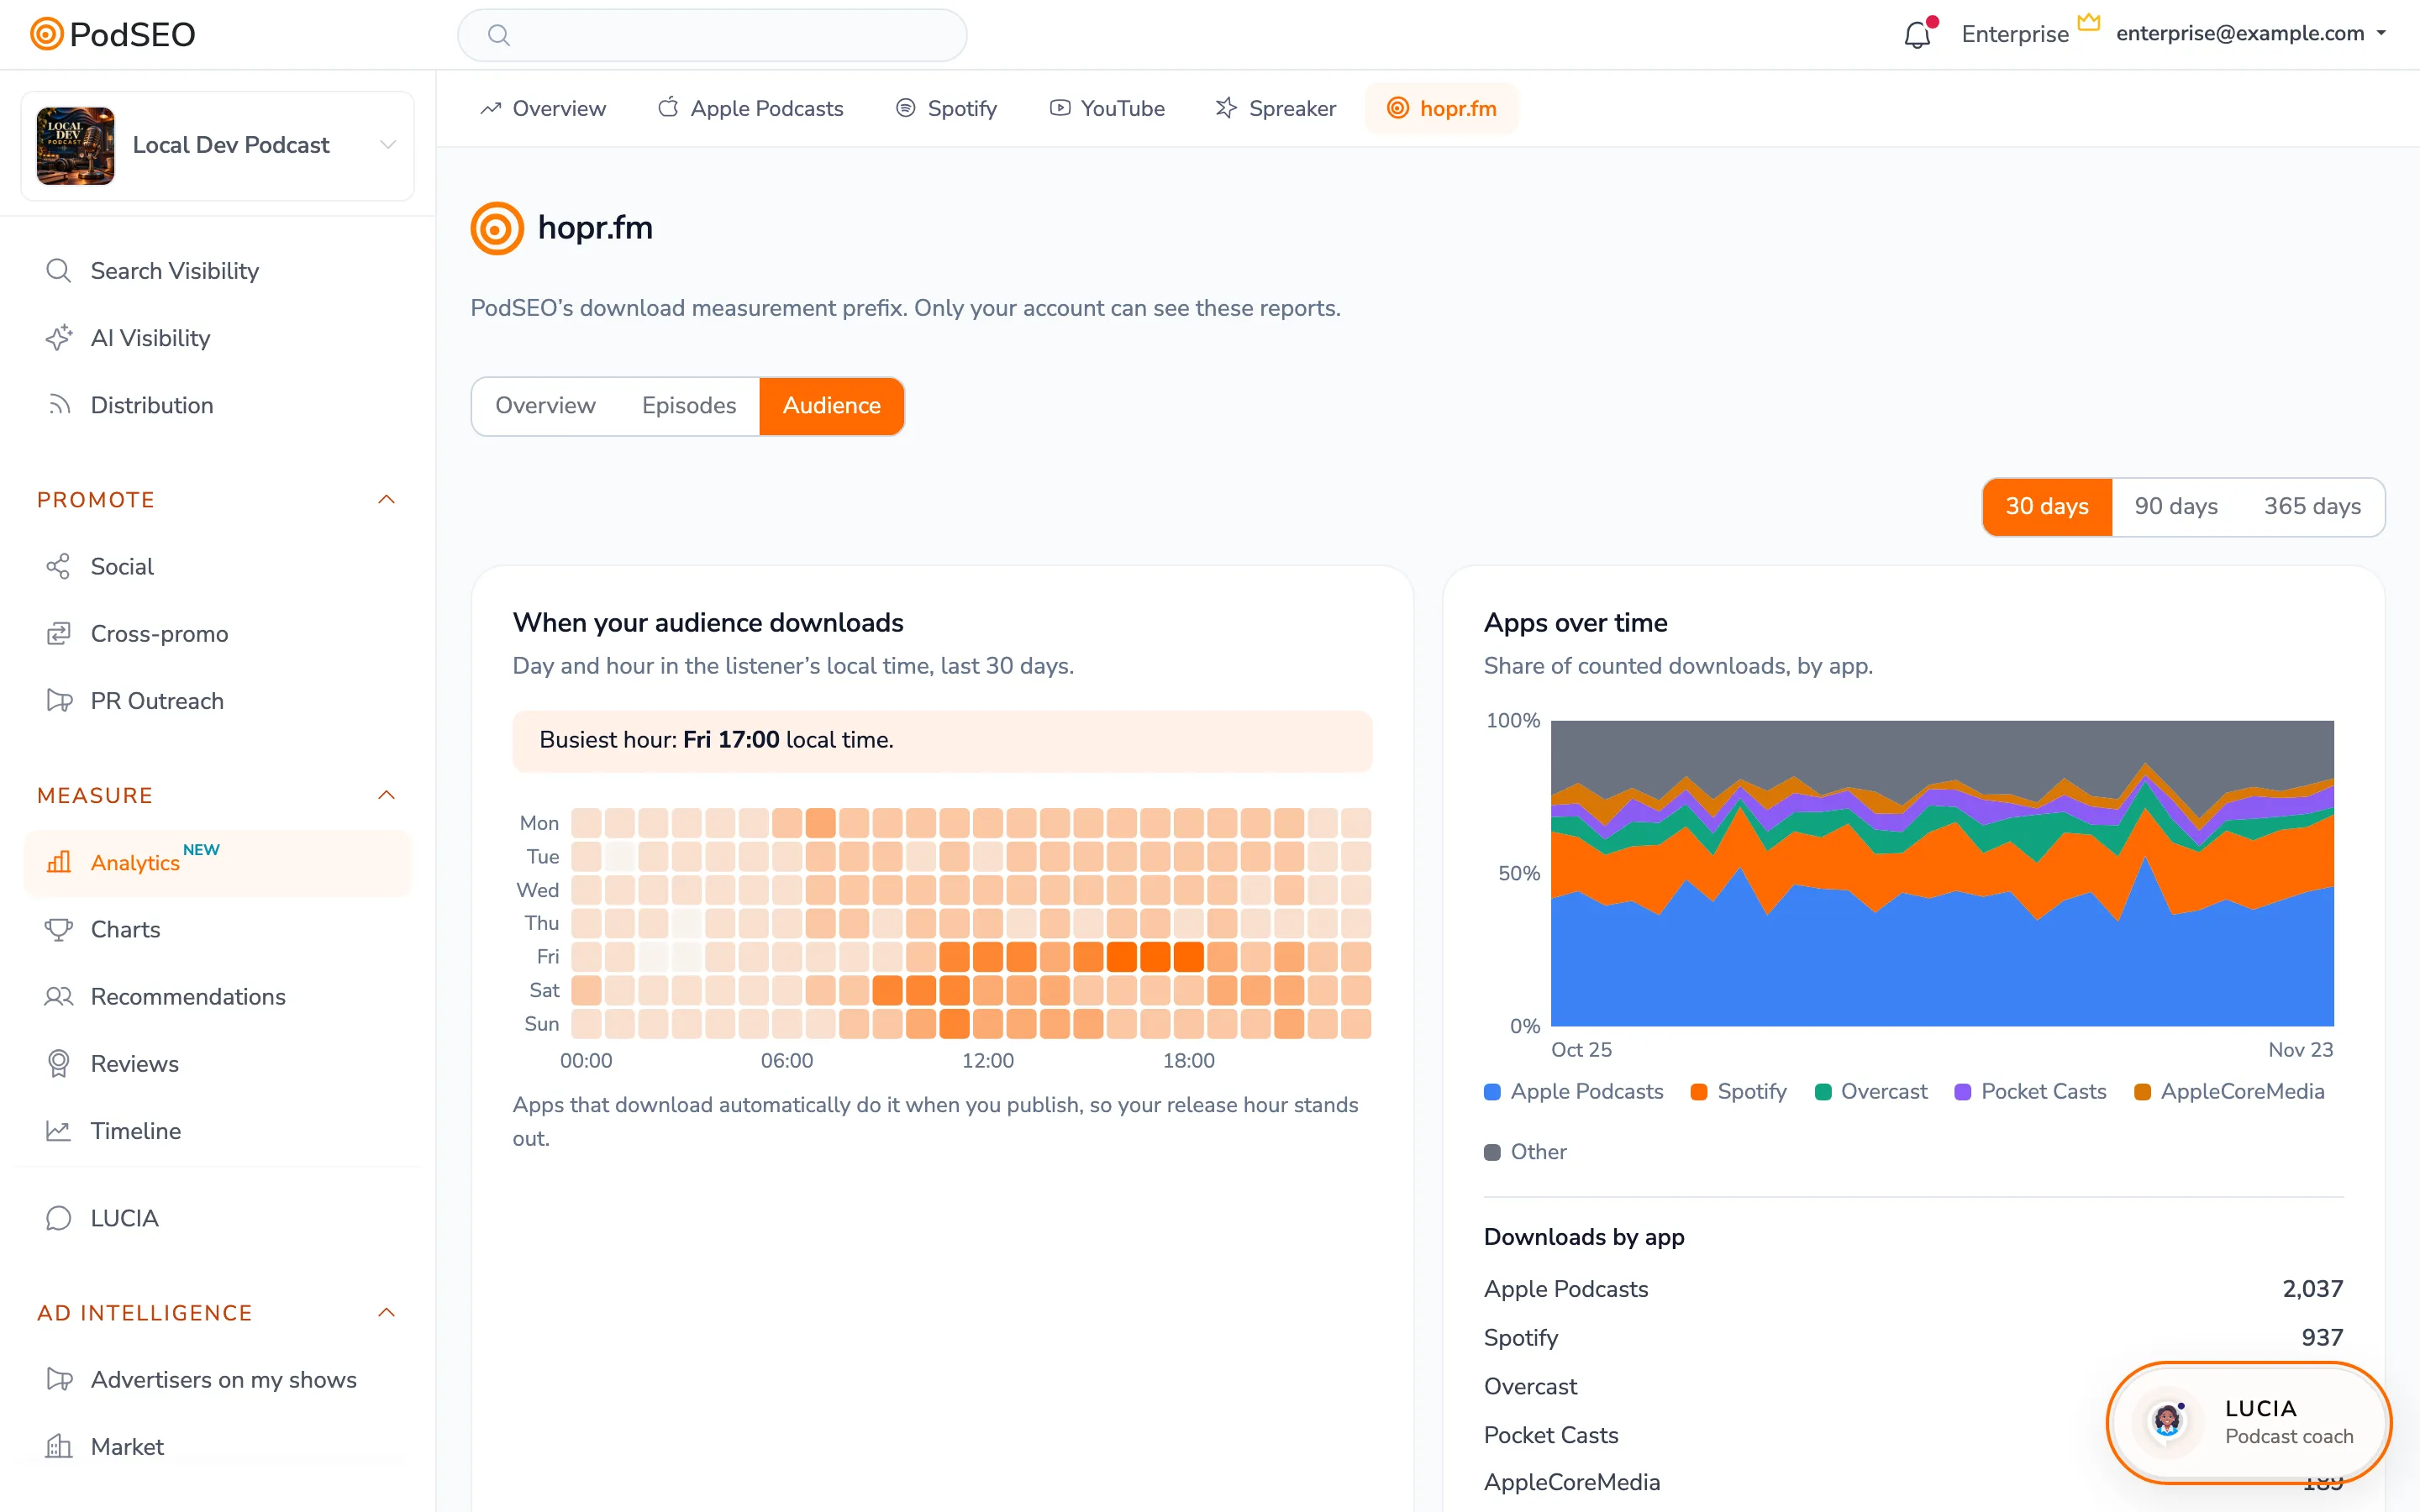 PodSEO
Enterprise
enterprise@example.com
LOCAL DEV PODCAST
Local Dev Podcast
Overview
Apple Podcasts
Spotify
YouTube
Spreaker
hopr.fm
Search Visibility
AI Visibility
Distribution
PROMOTE
Social
Cross-promo
PR Outreach
MEASURE
Analytics NEW
Charts
Recommendations
Reviews
Timeline
LUCIA
AD INTELLIGENCE
Advertisers on my shows
Market
hopr.fm
PodSEO’s download measurement prefix. Only your account can see these reports.
Overview
Episodes
Audience
30 days
90 days
365 days
When your audience downloads
Day and hour in the listener’s local time, last 30 days.
Busiest hour: Fri 17:00 local time.
Mon
Tue
Wed
Thu
Fri
Sat
Sun
00:00 06:00 12:00 18:00
Apps that download automatically do it when you publish, so your release hour stands
out.
Apps over time
Share of counted downloads, by app.
100%
50%
0%
Oct 25 Nov 23
Apple Podcasts Spotify Overcast Pocket Casts AppleCoreMedia
Other
Downloads by app
Apple Podcasts 2,037
Spotify 937
Overcast
Pocket Casts
AppleCoreMedia
LUCIA
Podcast coach